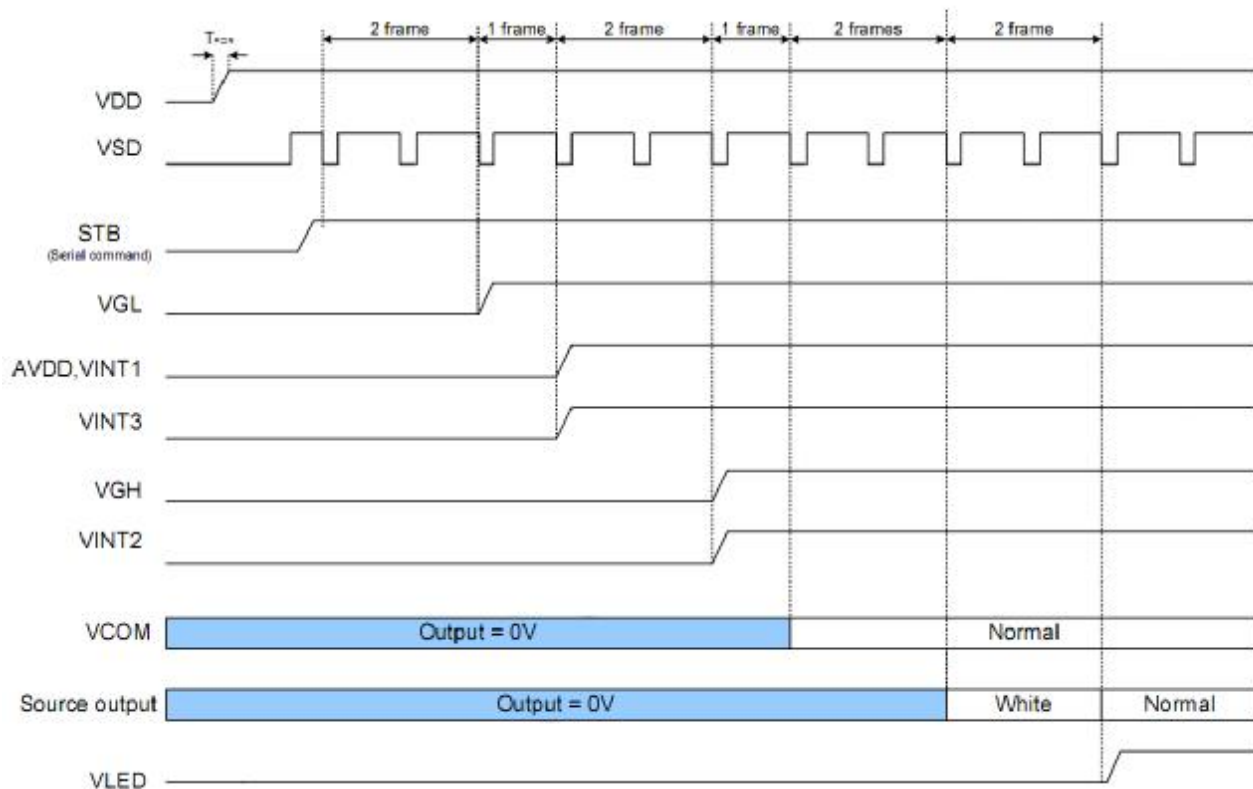 2 frame 1 frame 2 frame 1 frame 2 frames 2 frame
VDD
VSD
STB
(Serial command)
VGL
AVDD,VINT1
VINT3
VGH
VINT2
VCOM Output = 0V Normal
Source output Output = 0V White Normal
VLED